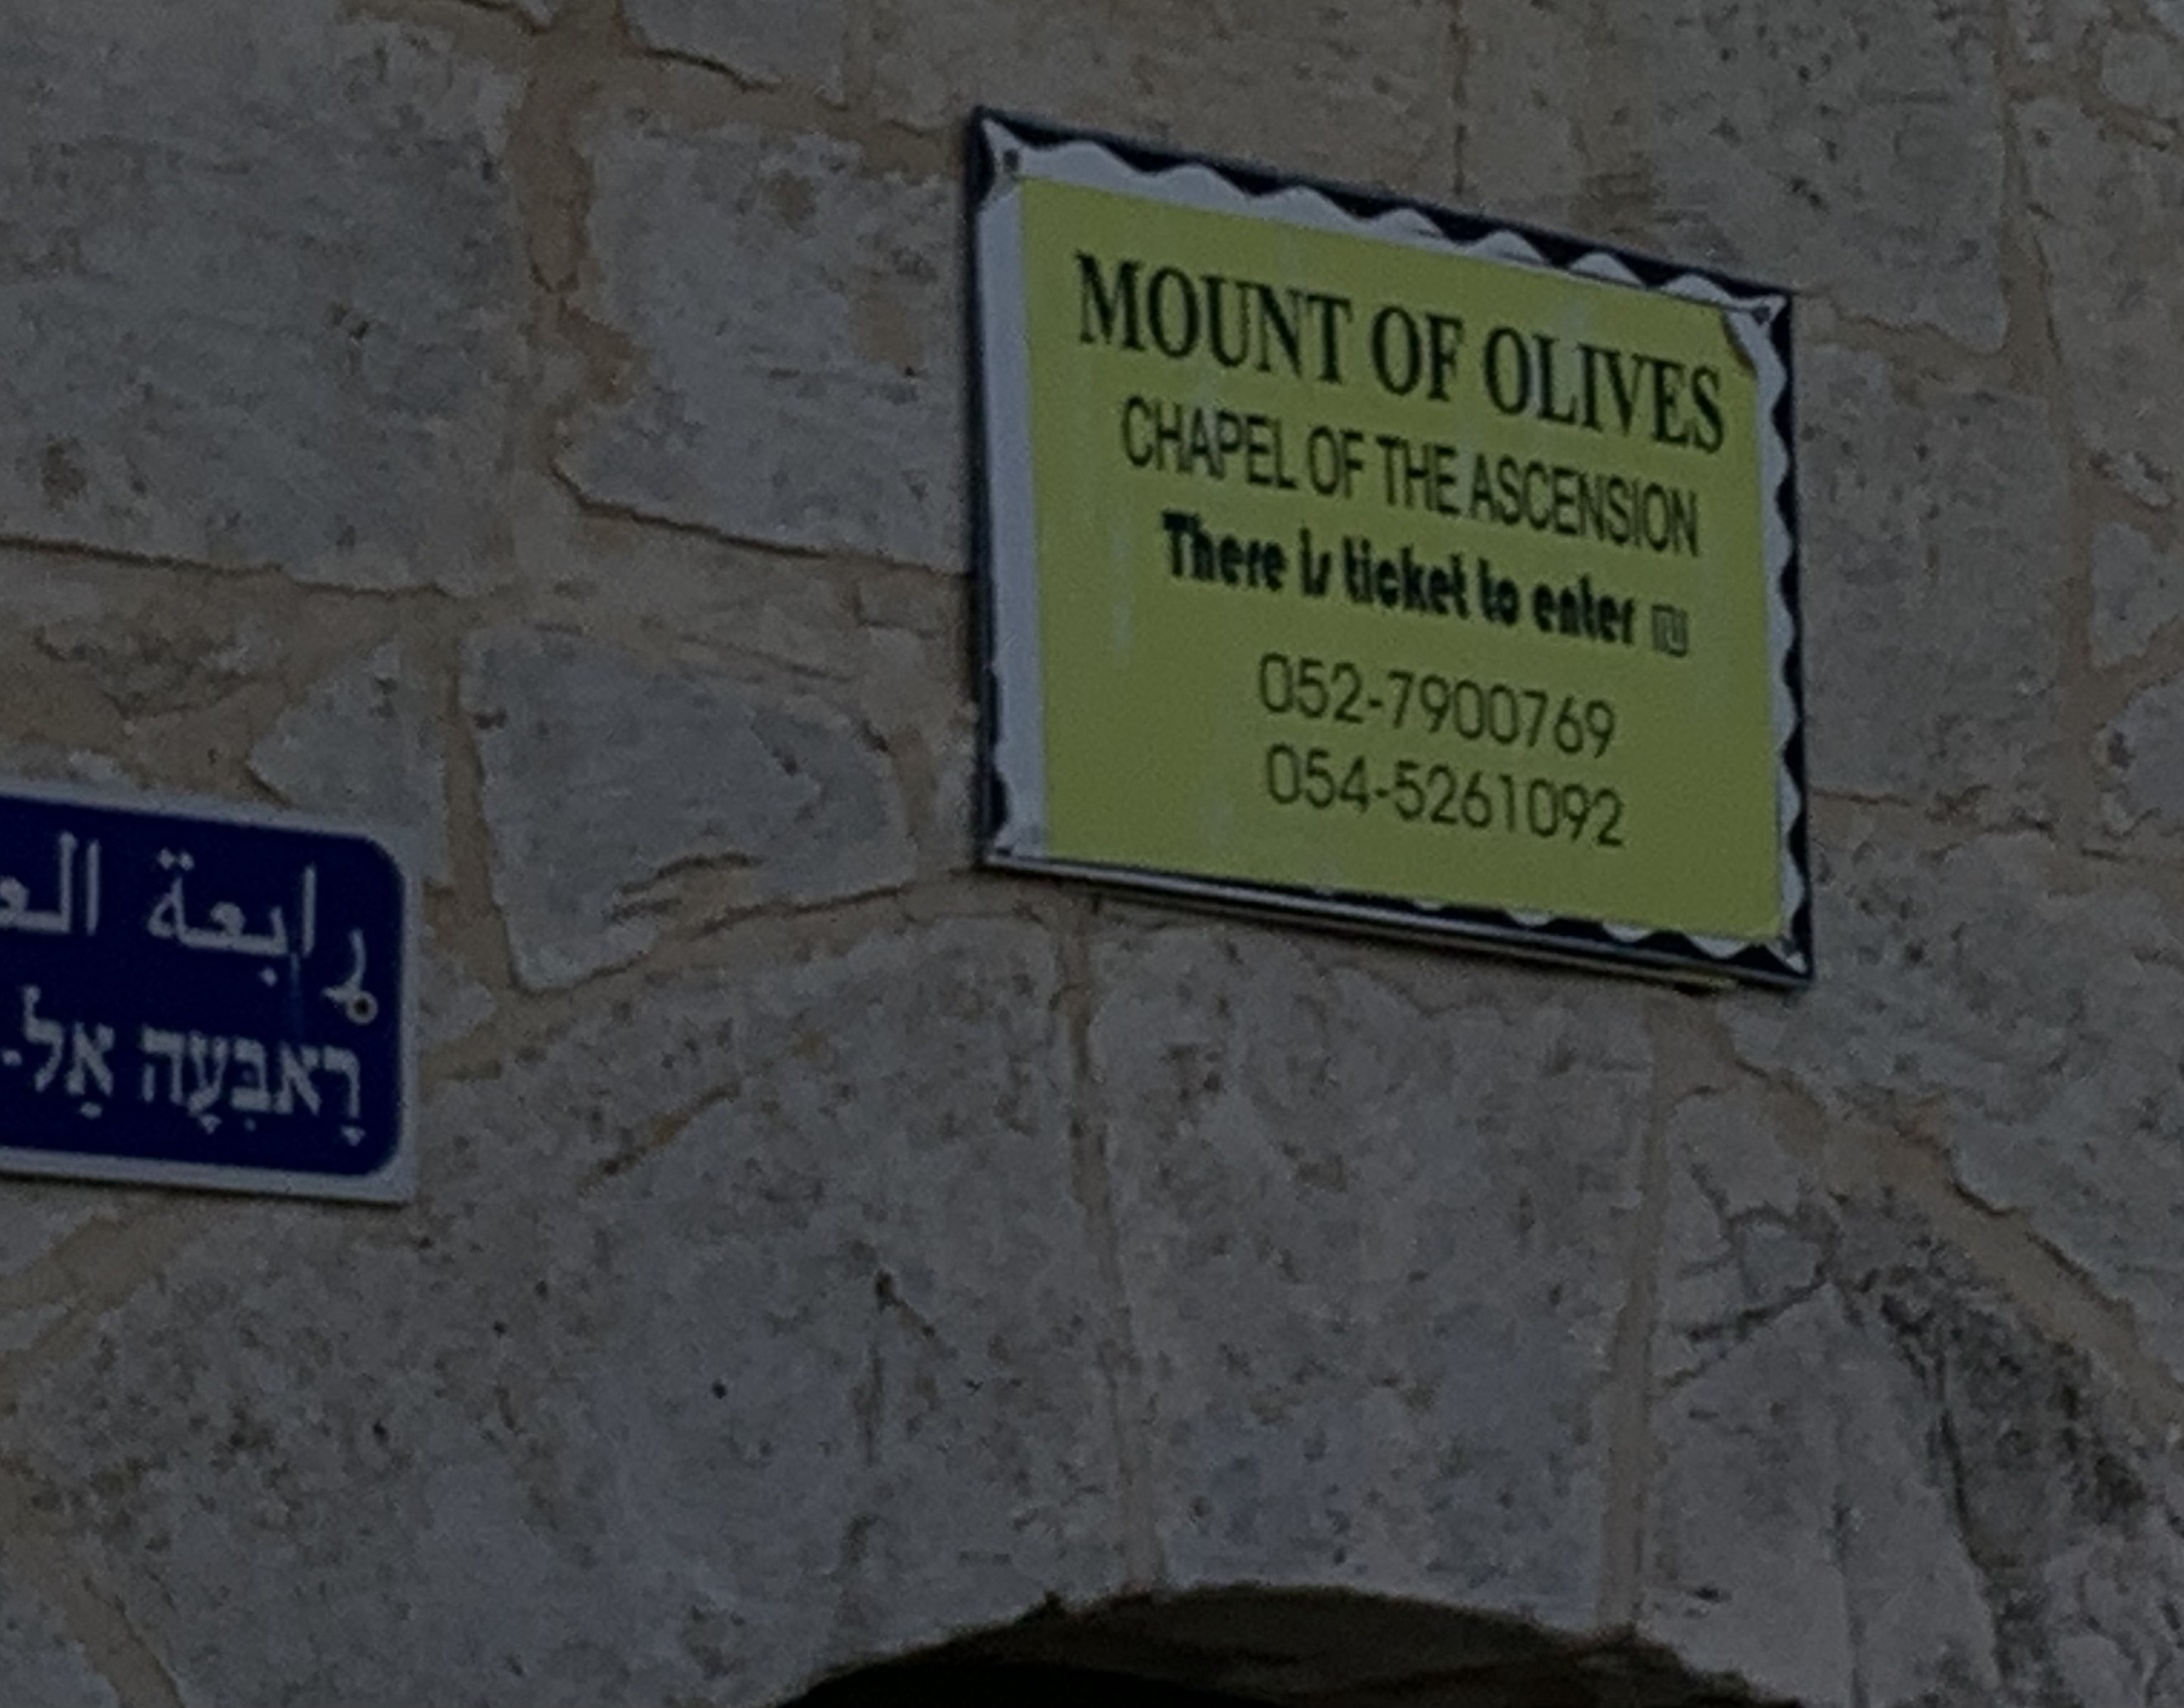 MOUNT OF OLIVES
CHAPEL OF THE ASCENSION
There is ticket to enter ₪
052-7900769
054-5261092
رابعة
רָאבִּעָה אַל-